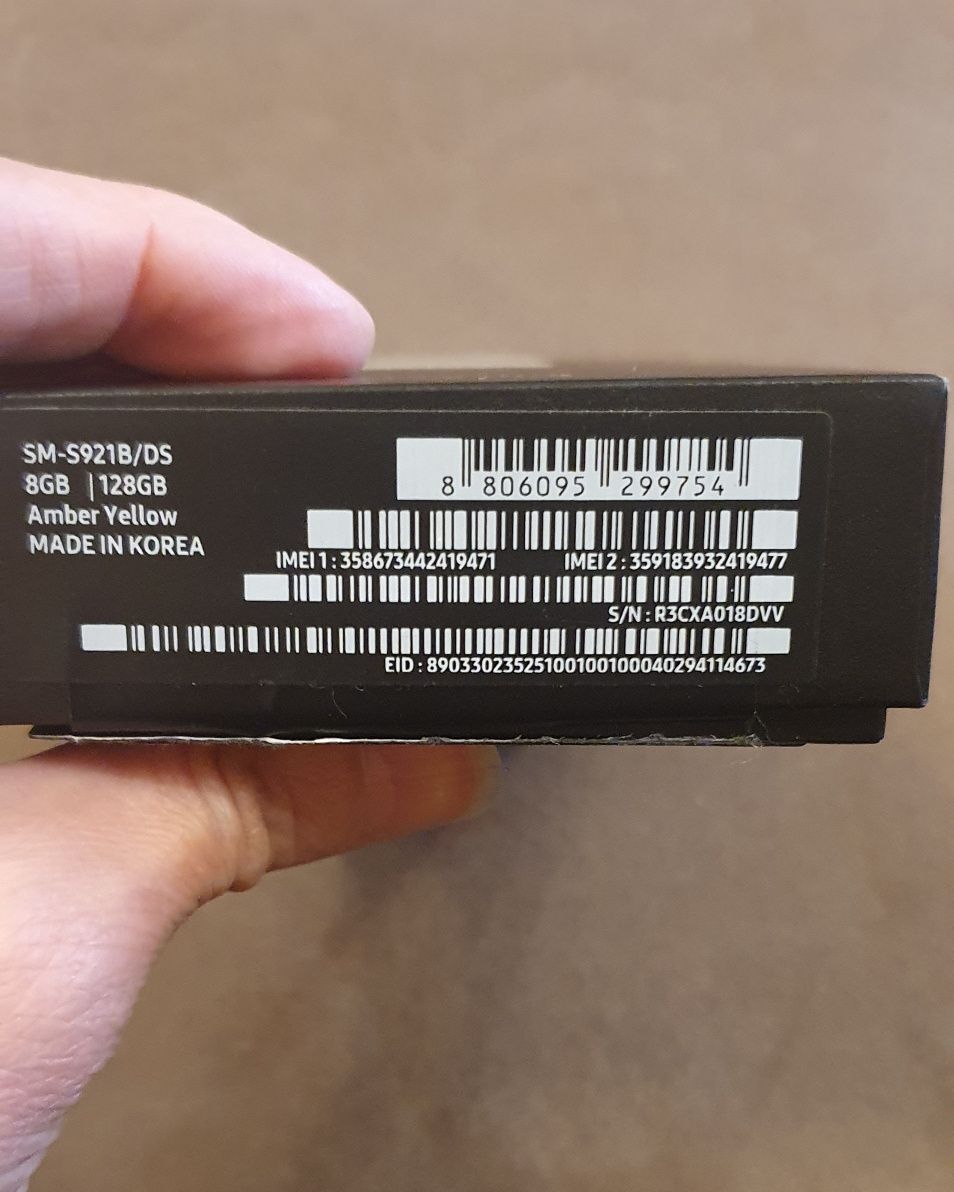 SM-S921B/DS
8GB | 128GB
Amber Yellow
MADE IN KOREA
8 806095 299754
IMEI 1 : 358673442419471 IMEI 2 : 359183932419477
S/N : R3CXA018DVV
EID : 89033023525100100100040294114673